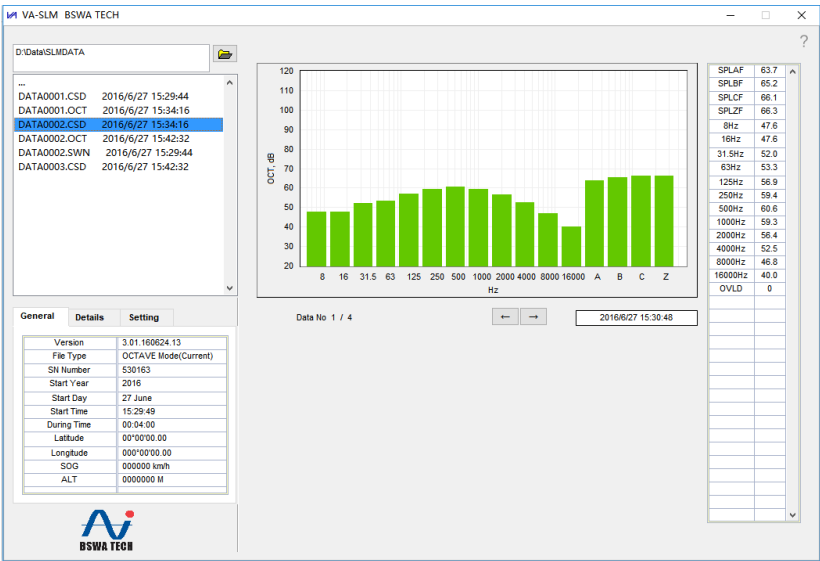 VA-SLM BSWA TECH
?
D:\Data\SLMDATA
...
DATA0001.CSD 2016/6/27 15:29:44
DATA0001.OCT 2016/6/27 15:34:16
DATA0002.CSD 2016/6/27 15:34:16
DATA0002.OCT 2016/6/27 15:42:32
DATA0002.SWN 2016/6/27 15:29:44
DATA0003.CSD 2016/6/27 15:42:32
OCT, dB
120
110
100
90
80
70
60
50
40
30
20
8 16 31.5 63 125 250 500 1000 2000 4000 8000 16000 A B C Z
Hz
Data No 1 / 4
← →
2016/6/27 15:30:48
SPLAF 63.7
SPLBF 65.2
SPLCF 66.1
SPLZF 66.3
8Hz 47.6
16Hz 47.6
31.5Hz 52.0
63Hz 53.3
125Hz 56.9
250Hz 59.4
500Hz 60.6
1000Hz 59.3
2000Hz 56.4
4000Hz 52.5
8000Hz 46.8
16000Hz 40.0
OVLD 0
General Details Setting
Version 3.01.160624.13
File Type OCTAVE Mode(Current)
SN Number 530163
Start Year 2016
Start Day 27 June
Start Time 15:29:49
During Time 00:04:00
Latitude 00°00'00.00
Longitude 000°00'00.00
SOG 000000 km/h
ALT 0000000 M
BSWA TECH